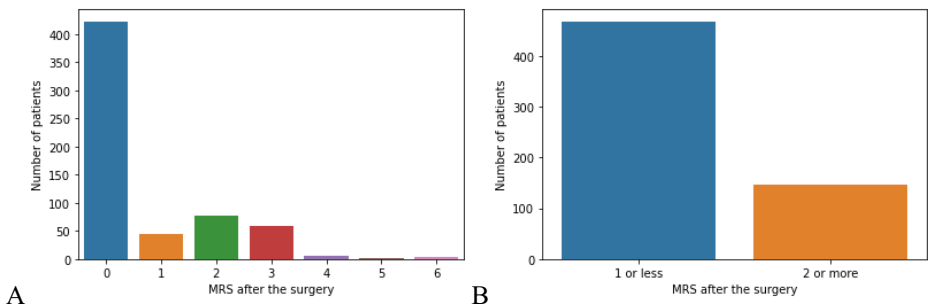 Number of patients
400
350
300
250
200
150
100
50
0
0 1 2 3 4 5 6
MRS after the surgery
A
Number of patients
400
300
200
100
0
1 or less 2 or more
MRS after the surgery
B